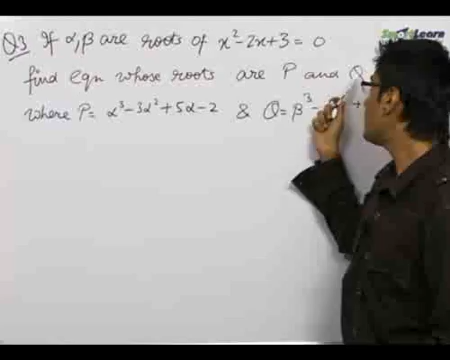 Q3 If α,β are roots of x² - 2x + 3 = 0
find eqn whose roots are P and Q
where P = α³ - 3α² + 5α - 2 & Q = β³ -